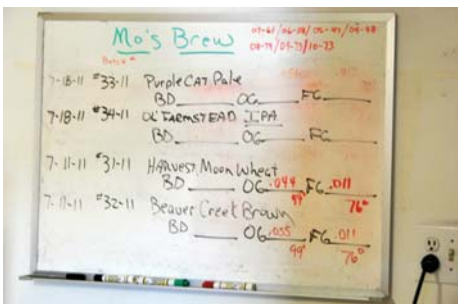 Mo's Brew
Batch #
7-18-11 #33-11 Purple CAT Pale
BD OG FG
7-18-11 #34-11 OL' FARMSTEAD IPA
BD OG FG
7-11-11 #31-11 HARVEST Moon Wheat
BD OG .044 FG .011
99° 76°
7-11-11 #32-11 Beaver Creek Brown
BD OG .055 FG .011
99° 76°